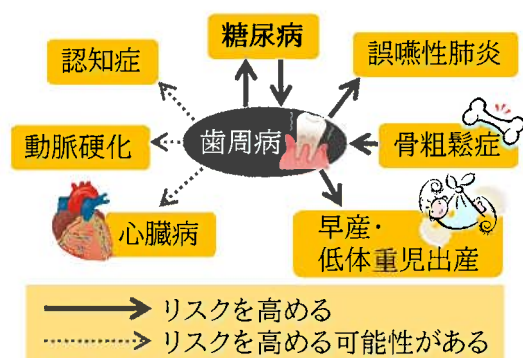 糖尿病
認知症
誤嚥性肺炎
動脈硬化
歯周病
骨粗鬆症
心臓病
早産・
低体重児出産
リスクを高める
リスクを高める可能性がある